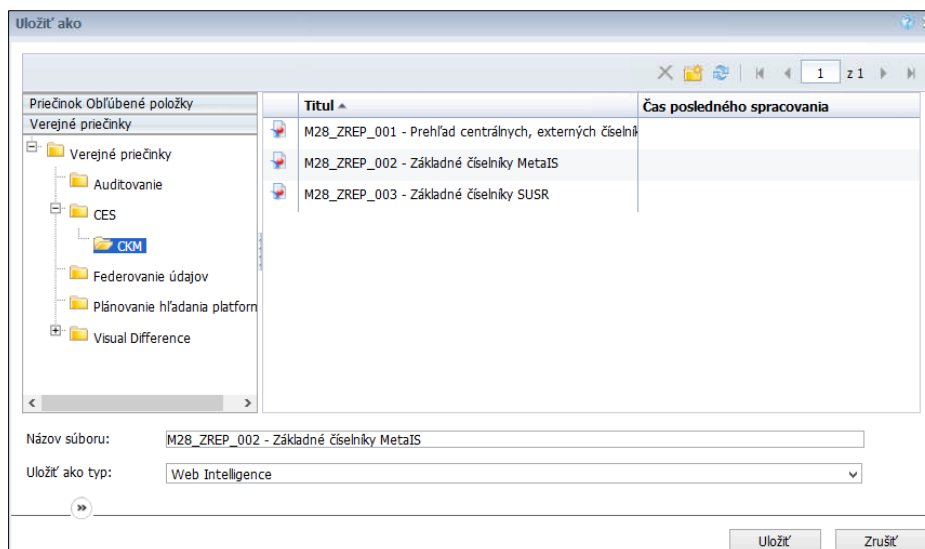 Uložiť ako
1 z 1
Priečinok Obľúbené položky
Verejné priečinky
Verejné priečinky
Auditovanie
CES
CKM
Federovanie údajov
Plánovanie hľadania platforn
Visual Difference
Titul
Čas posledného spracovania
M28_ZREP_001 - Prehľad centrálnych, externých číselník
M28_ZREP_002 - Základné číselníky MetaIS
M28_ZREP_003 - Základné číselníky SUSR
Názov súboru: M28_ZREP_002 - Základné číselníky MetaIS
Uložiť ako typ: Web Intelligence
Uložiť Zrušiť